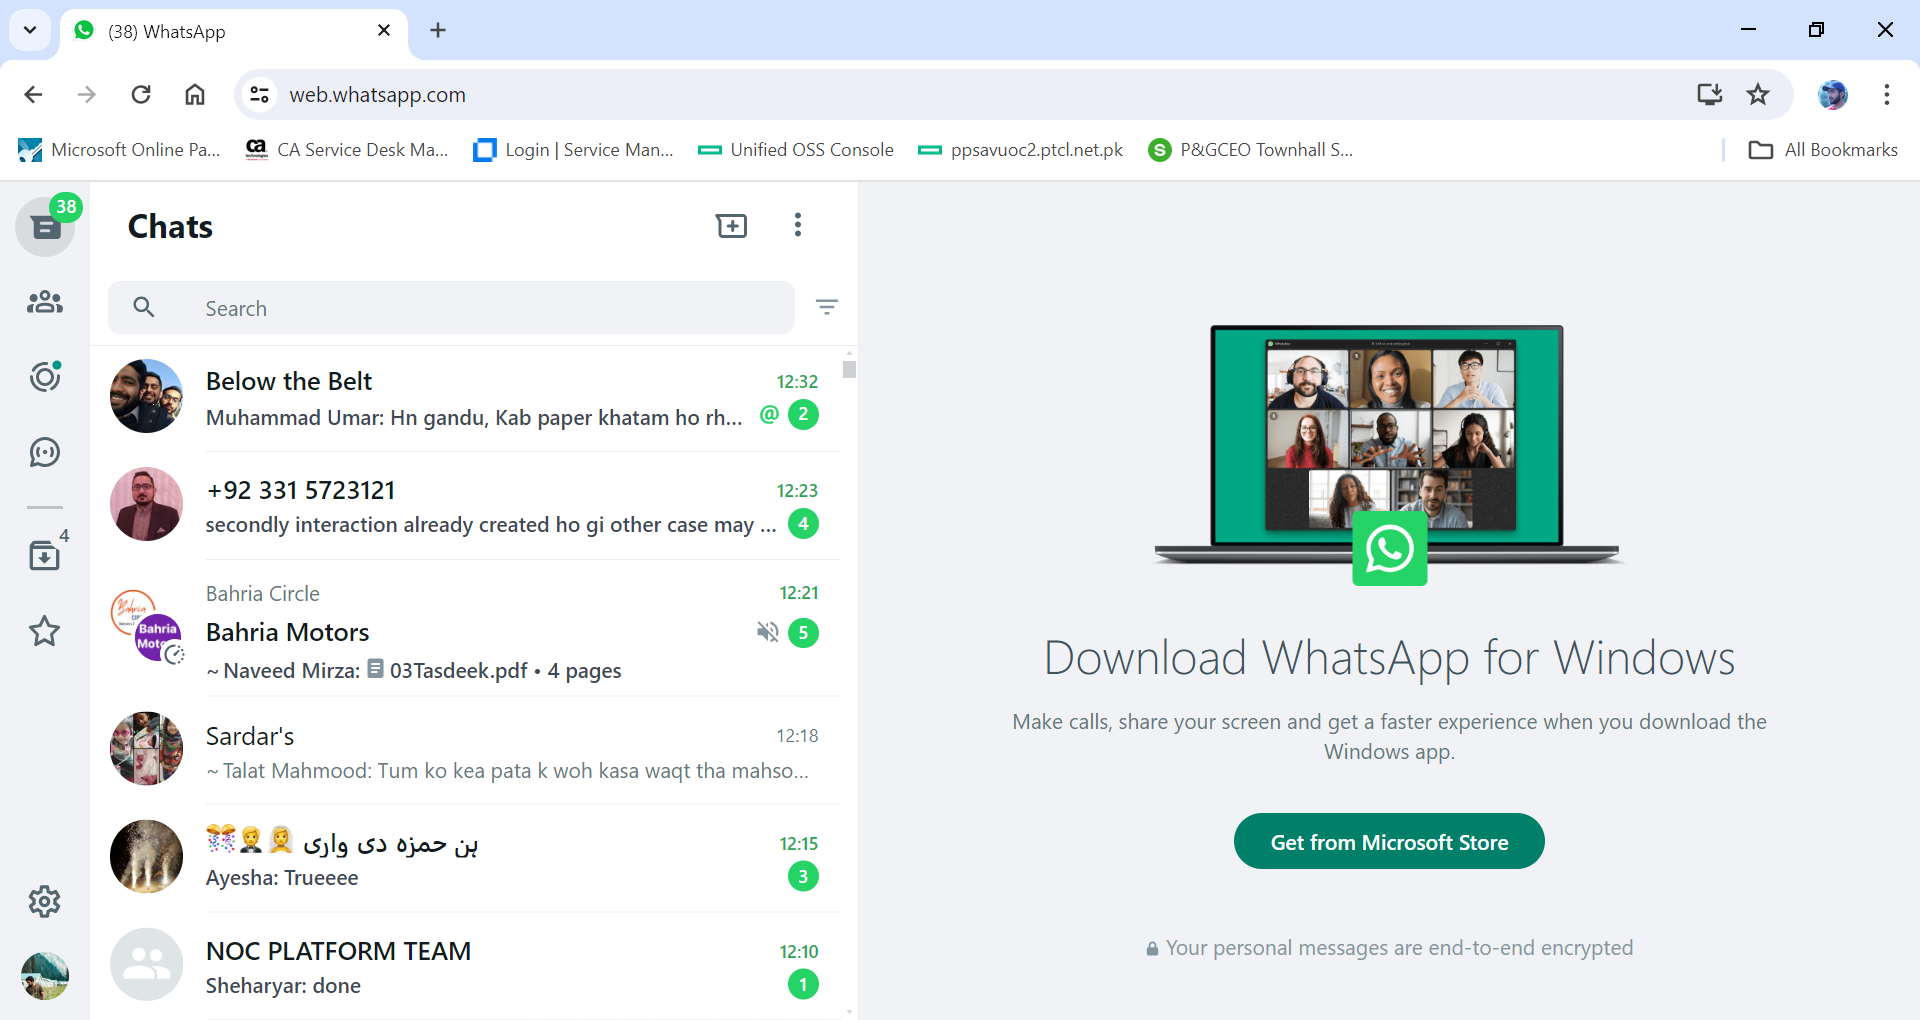 (38) WhatsApp
web.whatsapp.com
Microsoft Online Pa...
CA Service Desk Ma...
Login | Service Man...
Unified OSS Console
ppsavuoc2.ptcl.net.pk
P&GCEO Townhall S...
All Bookmarks
38
Chats
Search
Below the Belt
12:32
Muhammad Umar: Hn gandu, Kab paper khatam ho rh...
@ 2
+92 331 5723121
12:23
secondly interaction already created ho gi other case may ...
4
4
Bahria Circle
12:21
Bahria
Bahria Motors
5
~ Naveed Mirza: 03Tasdeek.pdf • 4 pages
Sardar's
12:18
~ Talat Mahmood: Tum ko kea pata k woh kasa waqt tha mahso...
ہن حمزہ دی واری
12:15
Ayesha: Trueeee
3
NOC PLATFORM TEAM
12:10
Sheharyar: done
1
Download WhatsApp for Windows
Make calls, share your screen and get a faster experience when you download the
Windows app.
Get from Microsoft Store
Your personal messages are end-to-end encrypted